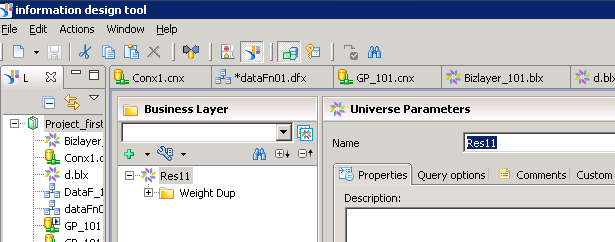 information design tool
File Edit Actions Window Help
L
Conx1.cnx *dataFn01.dfx GP_101.cnx Bizlayer_101.blx d.bl
Project_first
Bizlayer_
Conx1.c
d.blx
DataF_1
dataFn0
GP_101
GP_101
Business Layer
Res11
Weight Dup
Universe Parameters
Name Res11
Properties Query options Comments Custom
Description: